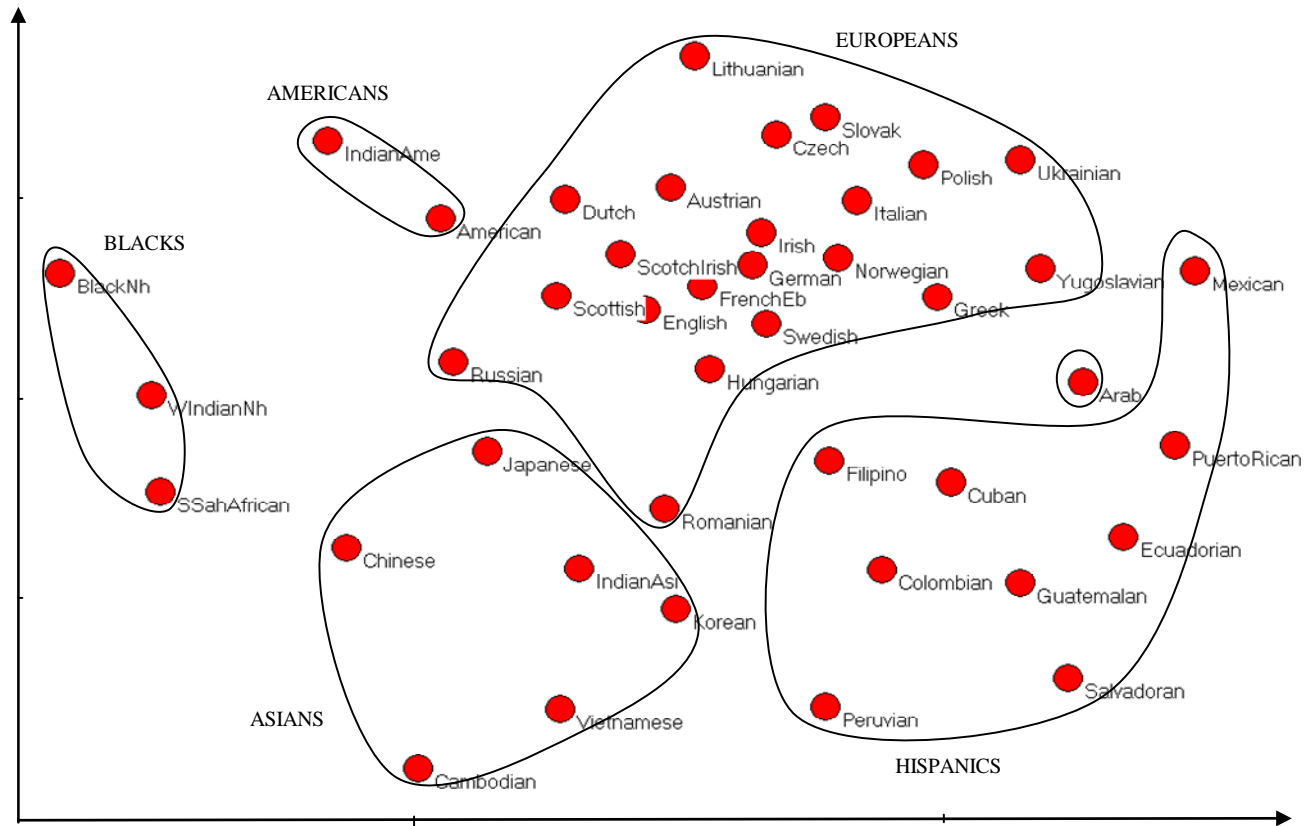 EUROPEANS
Lithuanian
AMERICANS
Slovak
Czech
IndianAme
Polish
Ukrainian
Austrian
Dutch
Italian
American
BLACKS
Irish
ScotchIrish
German
Norwegian
BlackNh
Yugoslavian
Mexican
FrenchEb
Scottish
English
Greek
Swedish
Russian
Hungarian
Arab
WIndianNh
Japanese
Filipino
PuertoRican
Cuban
SSahAfrican
Romanian
Ecuadorian
Chinese
IndianAsi
Colombian
Guatemalan
Korean
Salvadoran
ASIANS
Vietnamese
Peruvian
HISPANICS
Cambodian